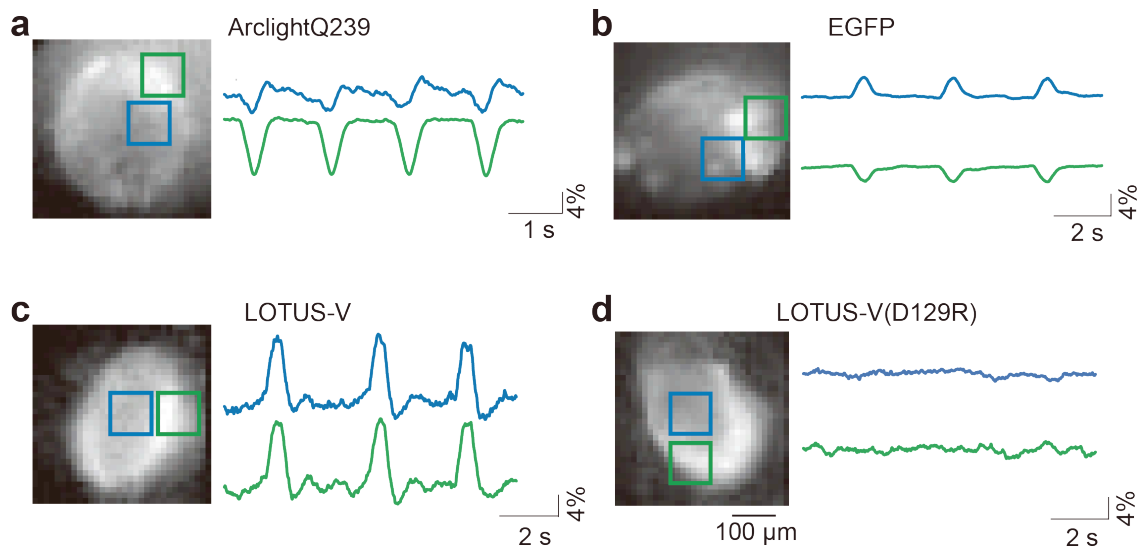 a
ArclightQ239
4%
1 s
b
EGFP
4%
2 s
c
LOTUS-V
4%
2 s
d
LOTUS-V(D129R)
100 μm
4%
2 s